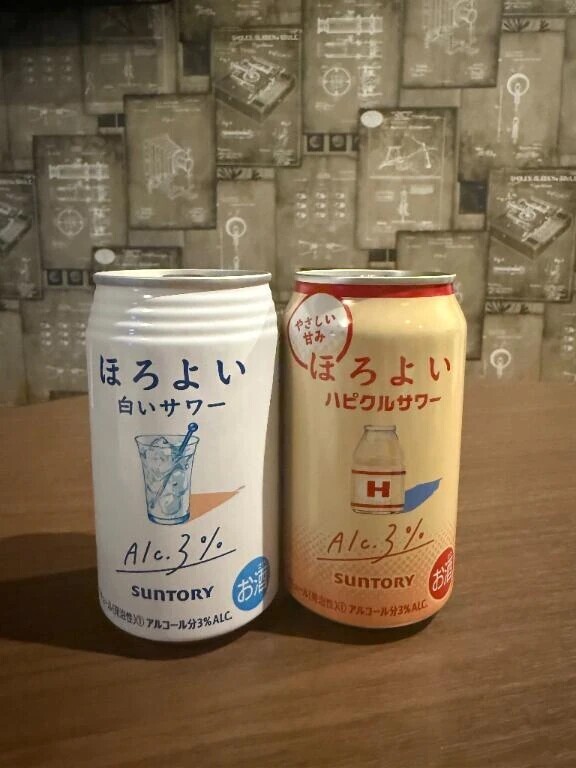 ほろよい
白いサワー
Alc.3%
SUNTORY
お酒
アルコール分3%ALC.
やさしい
甘み
ほろよい
ハピクルサワー
H
Alc.3%
SUNTORY
お酒
アルコール分3%ALC.